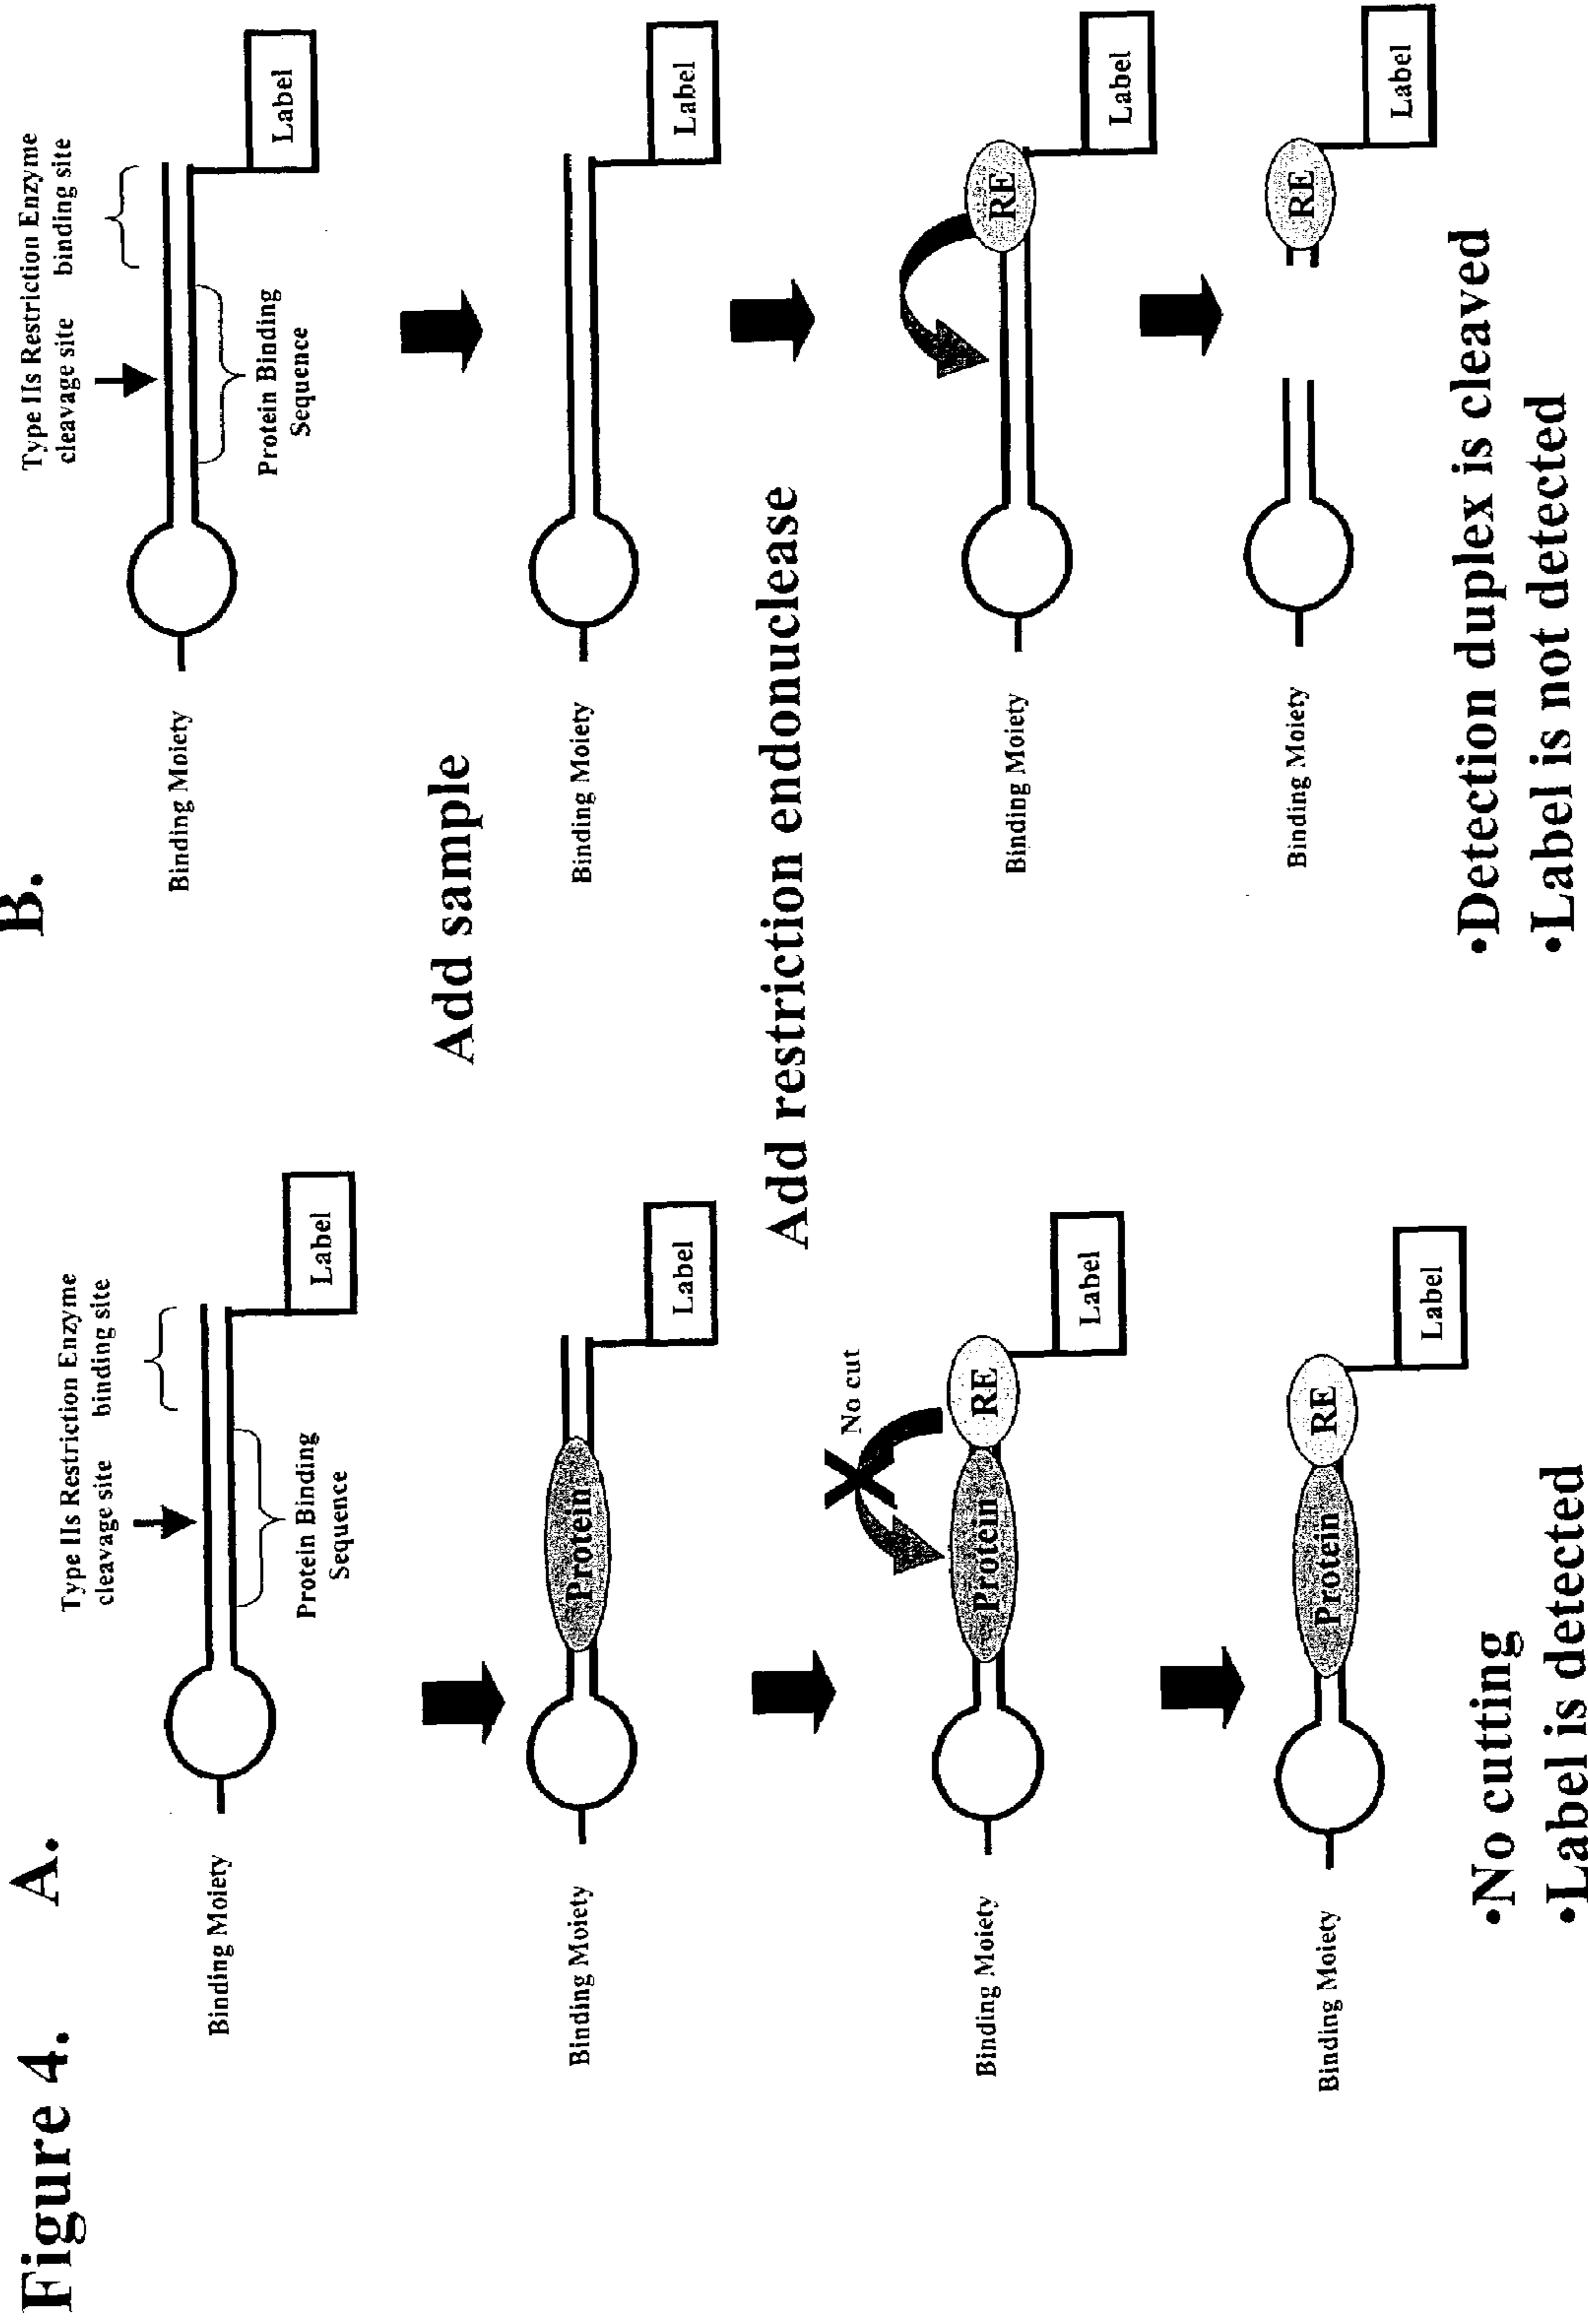 Figure 4.
A.
Type IIs Restriction Enzyme
cleavage site binding site
Binding Moiety
Label
Protein Binding
Sequence
Binding Moiety
Protein
Label
No cut
Binding Moiety
Protein
RE
Label
Binding Moiety
Protein
RE
Label
•No cutting
•Label is detected
Add sample
Add restriction endonuclease
B.
Type IIs Restriction Enzyme
cleavage site binding site
Binding Moiety
Label
Protein Binding
Sequence
Binding Moiety
Label
Binding Moiety
RE
Label
Binding Moiety
RE
Label
•Detection duplex is cleaved
•Label is not detected